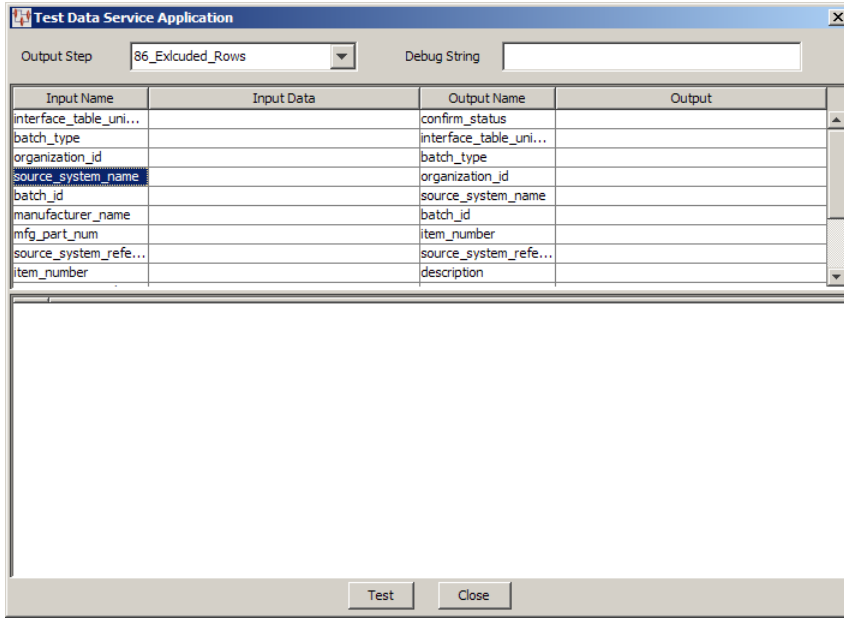 Test Data Service Application
Output Step 86_Exlcuded_Rows Debug String
Input Name Input Data Output Name Output
interface_table_uni... confirm_status
batch_type interface_table_uni...
organization_id batch_type
source_system_name organization_id
batch_id source_system_name
manufacturer_name batch_id
mfg_part_num item_number
source_system_refe... source_system_refe...
item_number description
Test Close